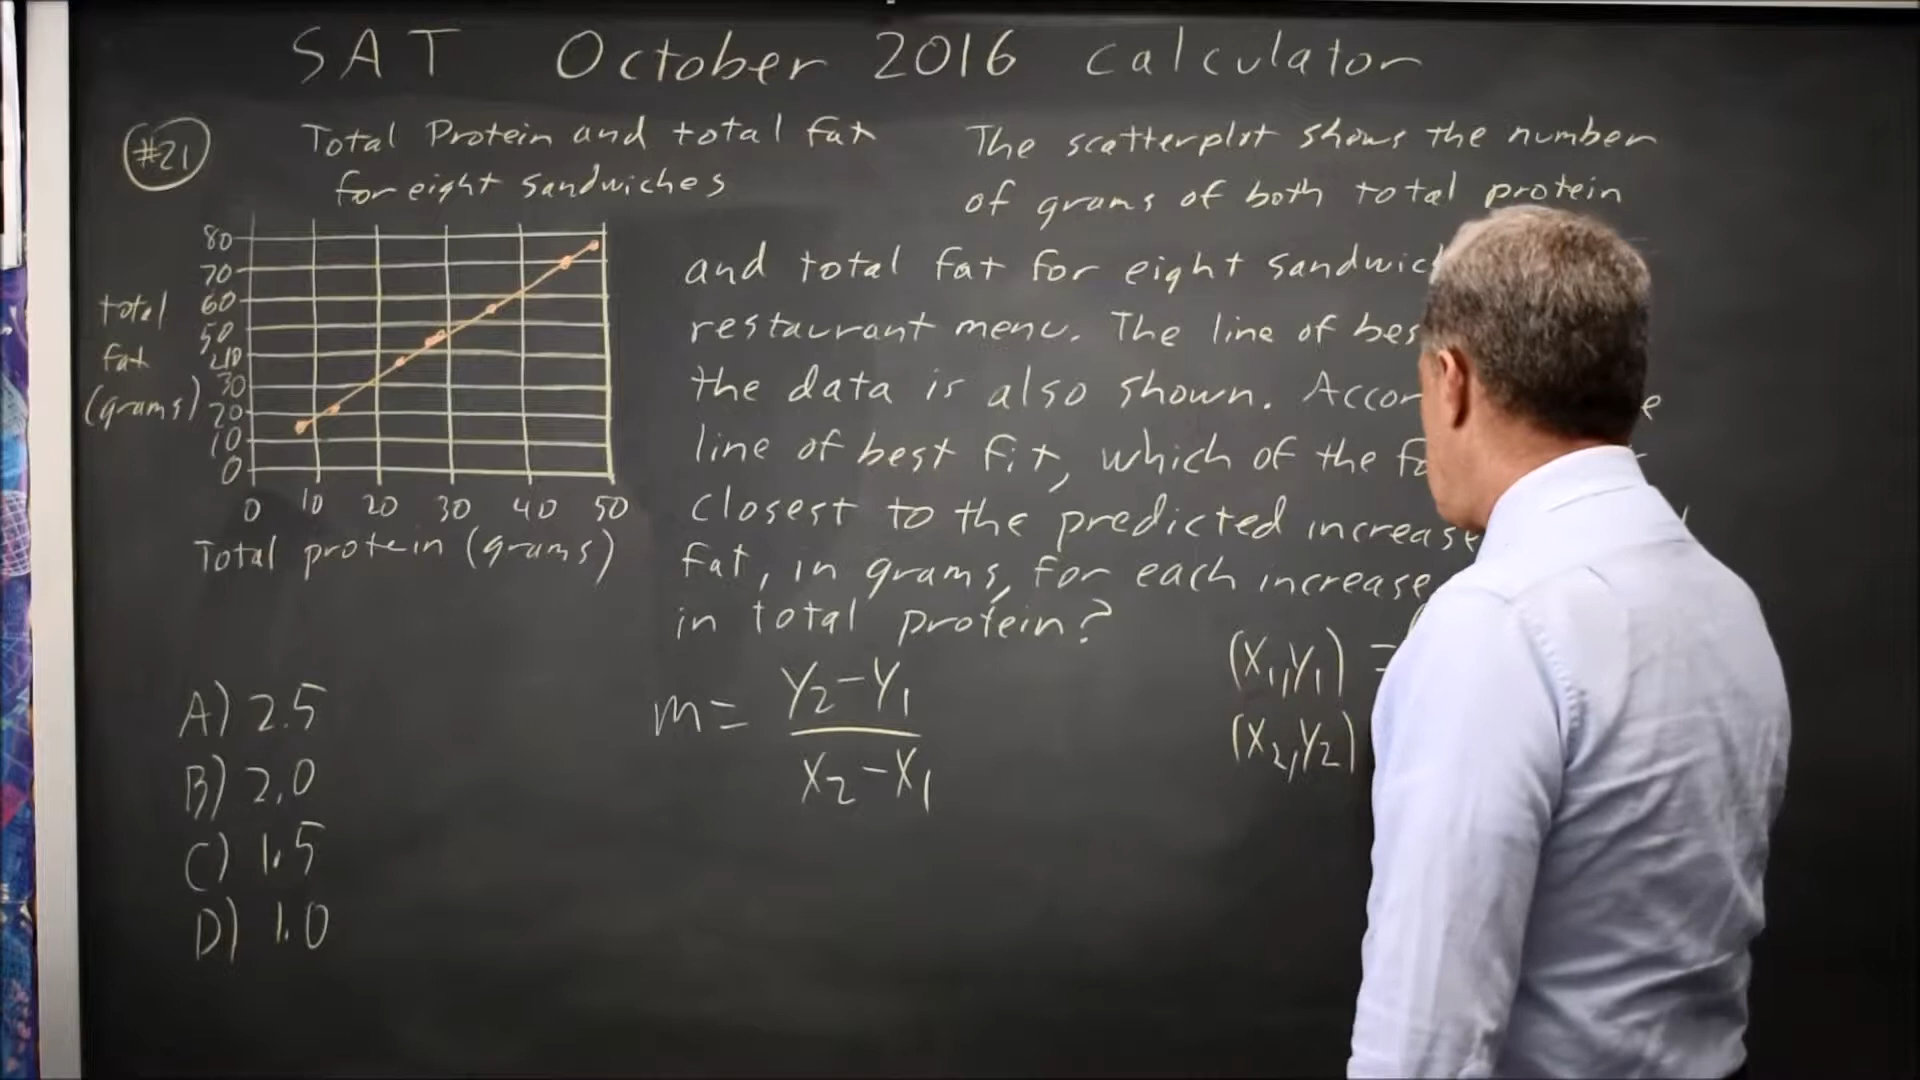 SAT October 2016 Calculator
#21
Total Protein and total fat
for eight sandwiches
80
70
60
50
40
30
20
10
0
total
fat
(grams)
0 10 20 30 40 50
Total protein (grams)
The scatterplot shows the number
of grams of both total protein
and total fat for eight
restaurant menu. The line of
the data is also shown.
line of best fit, which of the
closest to the predicted
fat, in grams, for each increase
in total protein?
m = Y2-Y1
X2-X1
(X1,Y1) =
(X2,Y2)
A) 2.5
B) 2.0
C) 1.5
D) 1.0